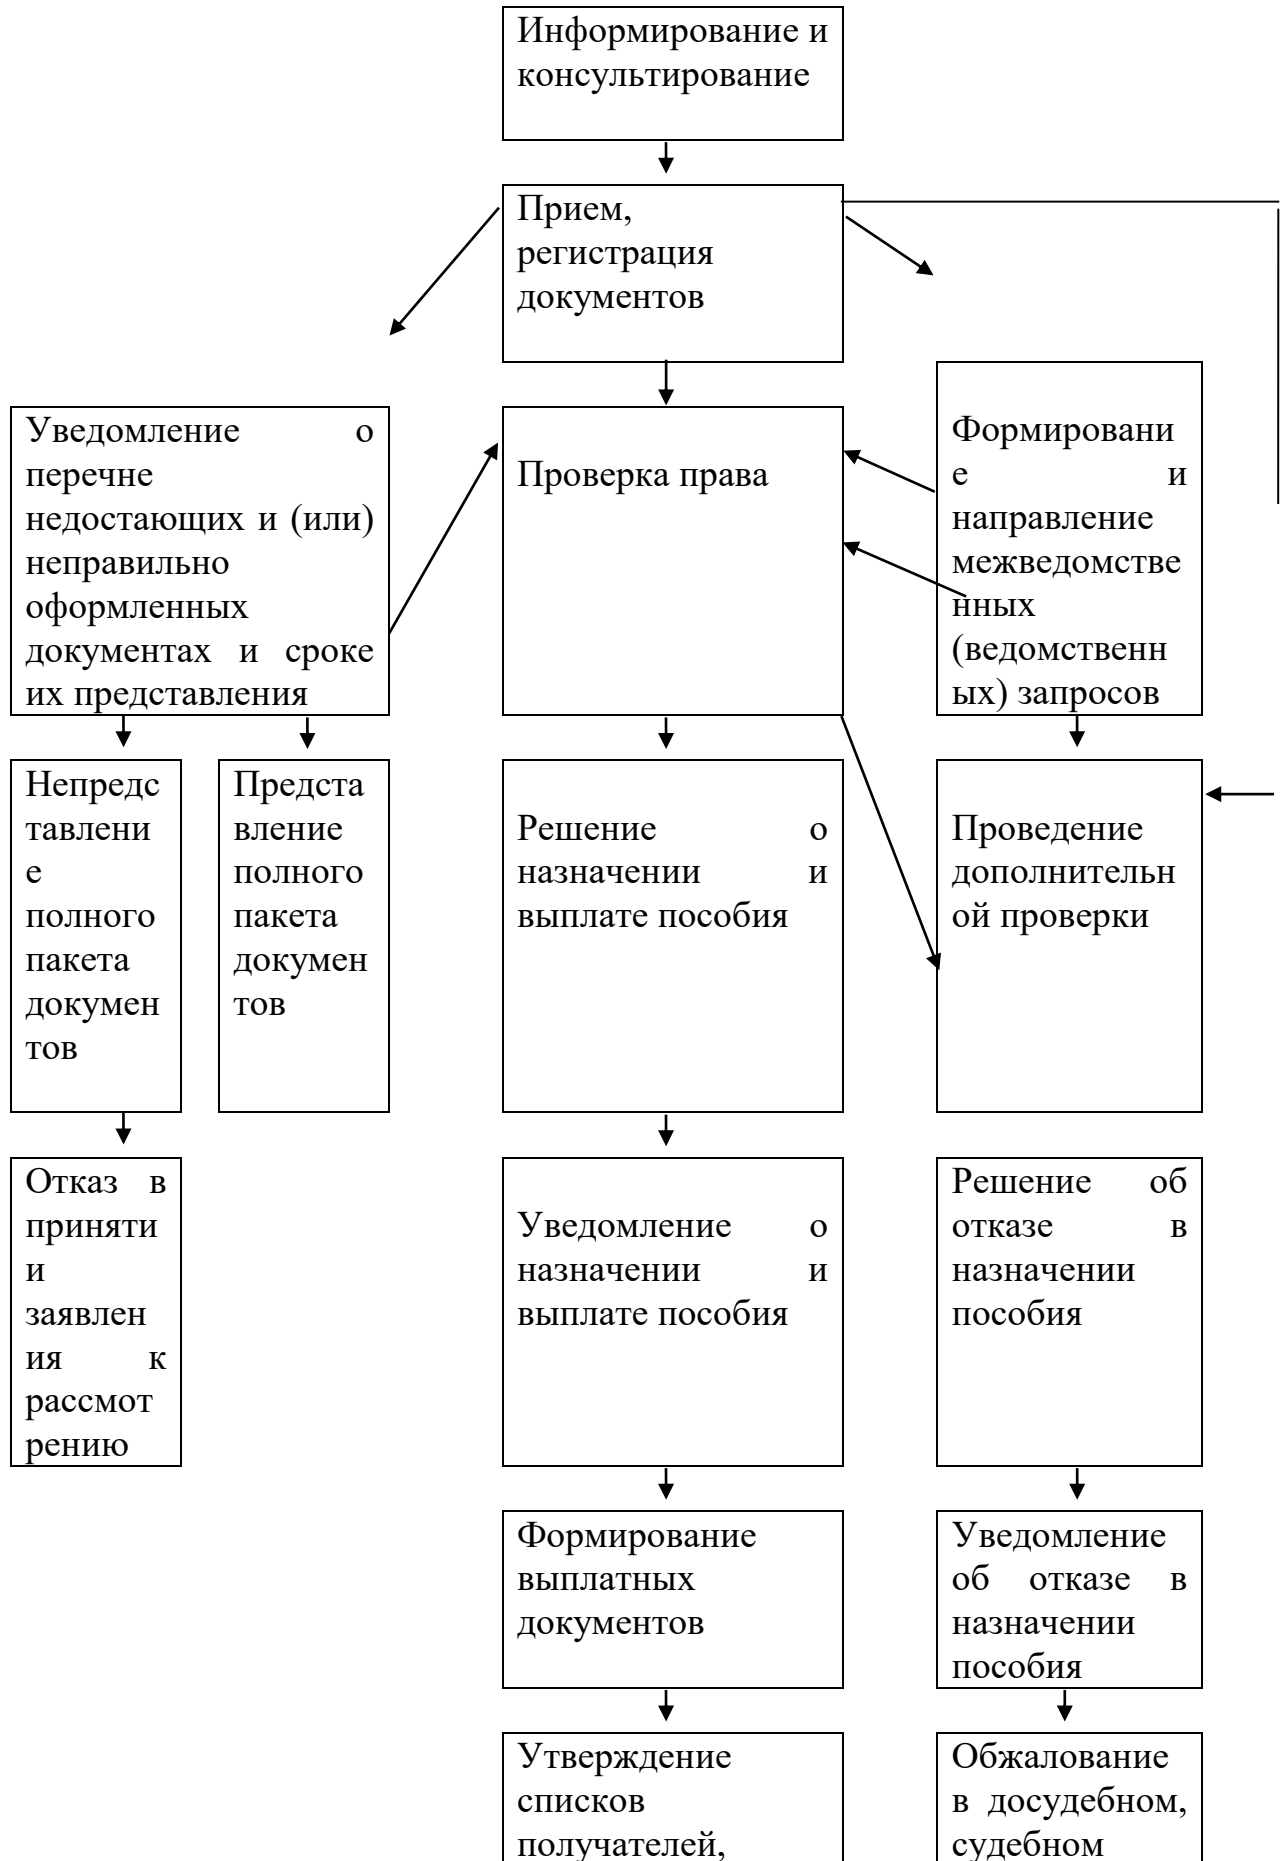 Информирование и
консультирование
Прием,
регистрация
документов
Уведомление о
перечне
недостающих и (или)
неправильно
оформленных
документах и сроке
их представления
Проверка права
Формировани
е и
направление
межведомстве
нных
(ведомственн
ых) запросов
Непредс
тавлени
е
полного
пакета
докумен
тов
Предста
вление
полного
пакета
докумен
тов
Решение о
назначении и
выплате пособия
Проведение
дополнительн
ой проверки
Отказ в
приняти
и
заявлен
ия к
рассмот
рению
Уведомление о
назначении и
выплате пособия
Решение об
отказе в
назначении
пособия
Формирование
выплатных
документов
Уведомление
об отказе в
назначении
пособия
Утверждение
списков
получателей,
Обжалование
в досудебном,
судебном